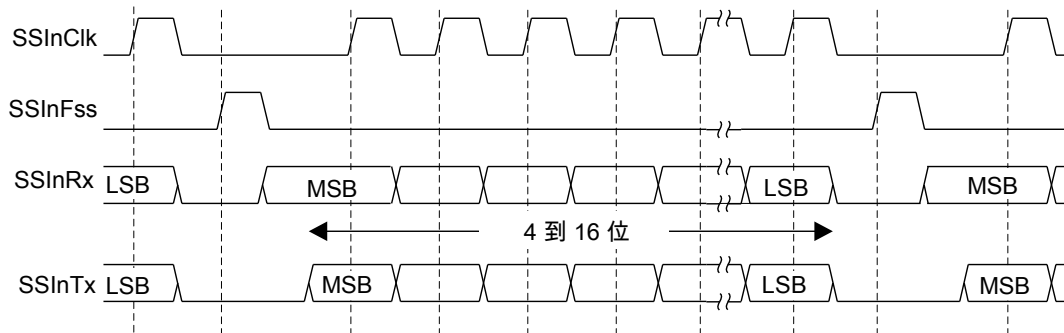 SSInClk
SSInFss
SSInRx LSB MSB LSB MSB
4 到 16 位
SSInTx LSB MSB LSB MSB